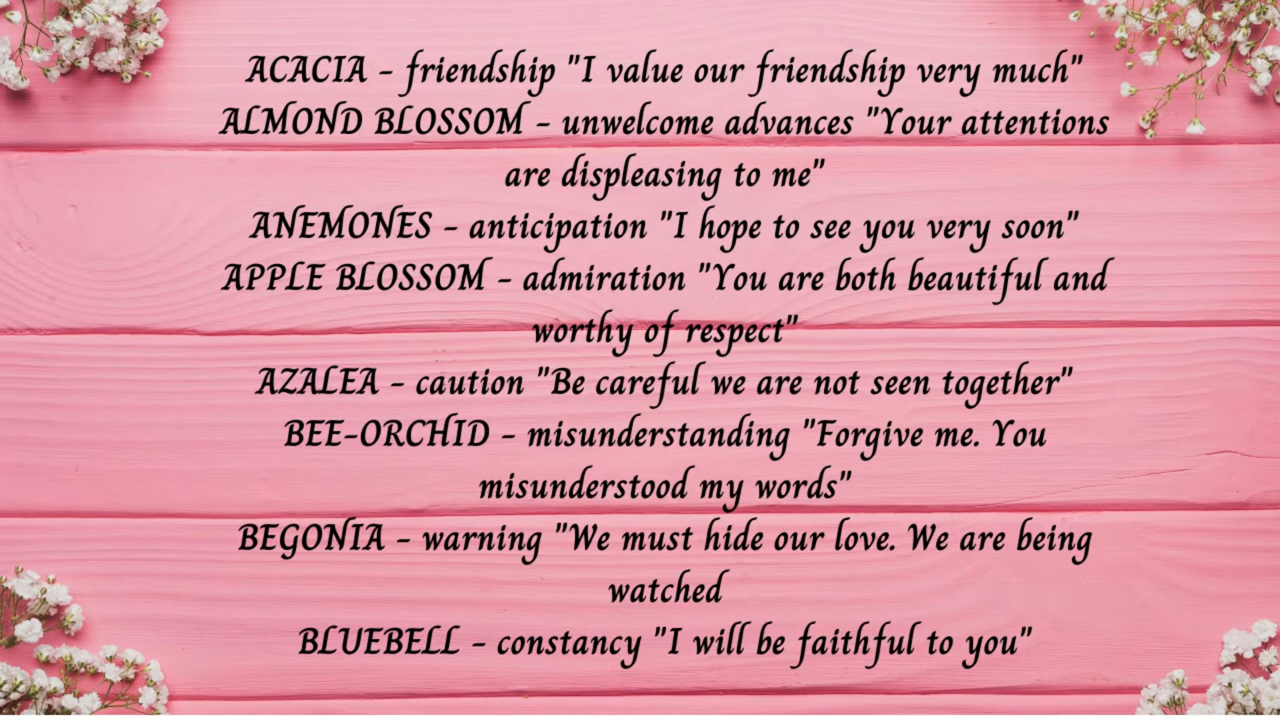 ACACIA - friendship "I value our friendship very much"
ALMOND BLOSSOM - unwelcome advances "Your attentions
are displeasing to me"
ANEMONES - anticipation "I hope to see you very soon"
APPLE BLOSSOM - admiration "You are both beautiful and
worthy of respect"
AZALEA - caution "Be careful we are not seen together"
BEE-ORCHID - misunderstanding "Forgive me. You
misunderstood my words"
BEGONIA - warning "We must hide our love. We are being
watched
BLUEBELL - constancy "I will be faithful to you"